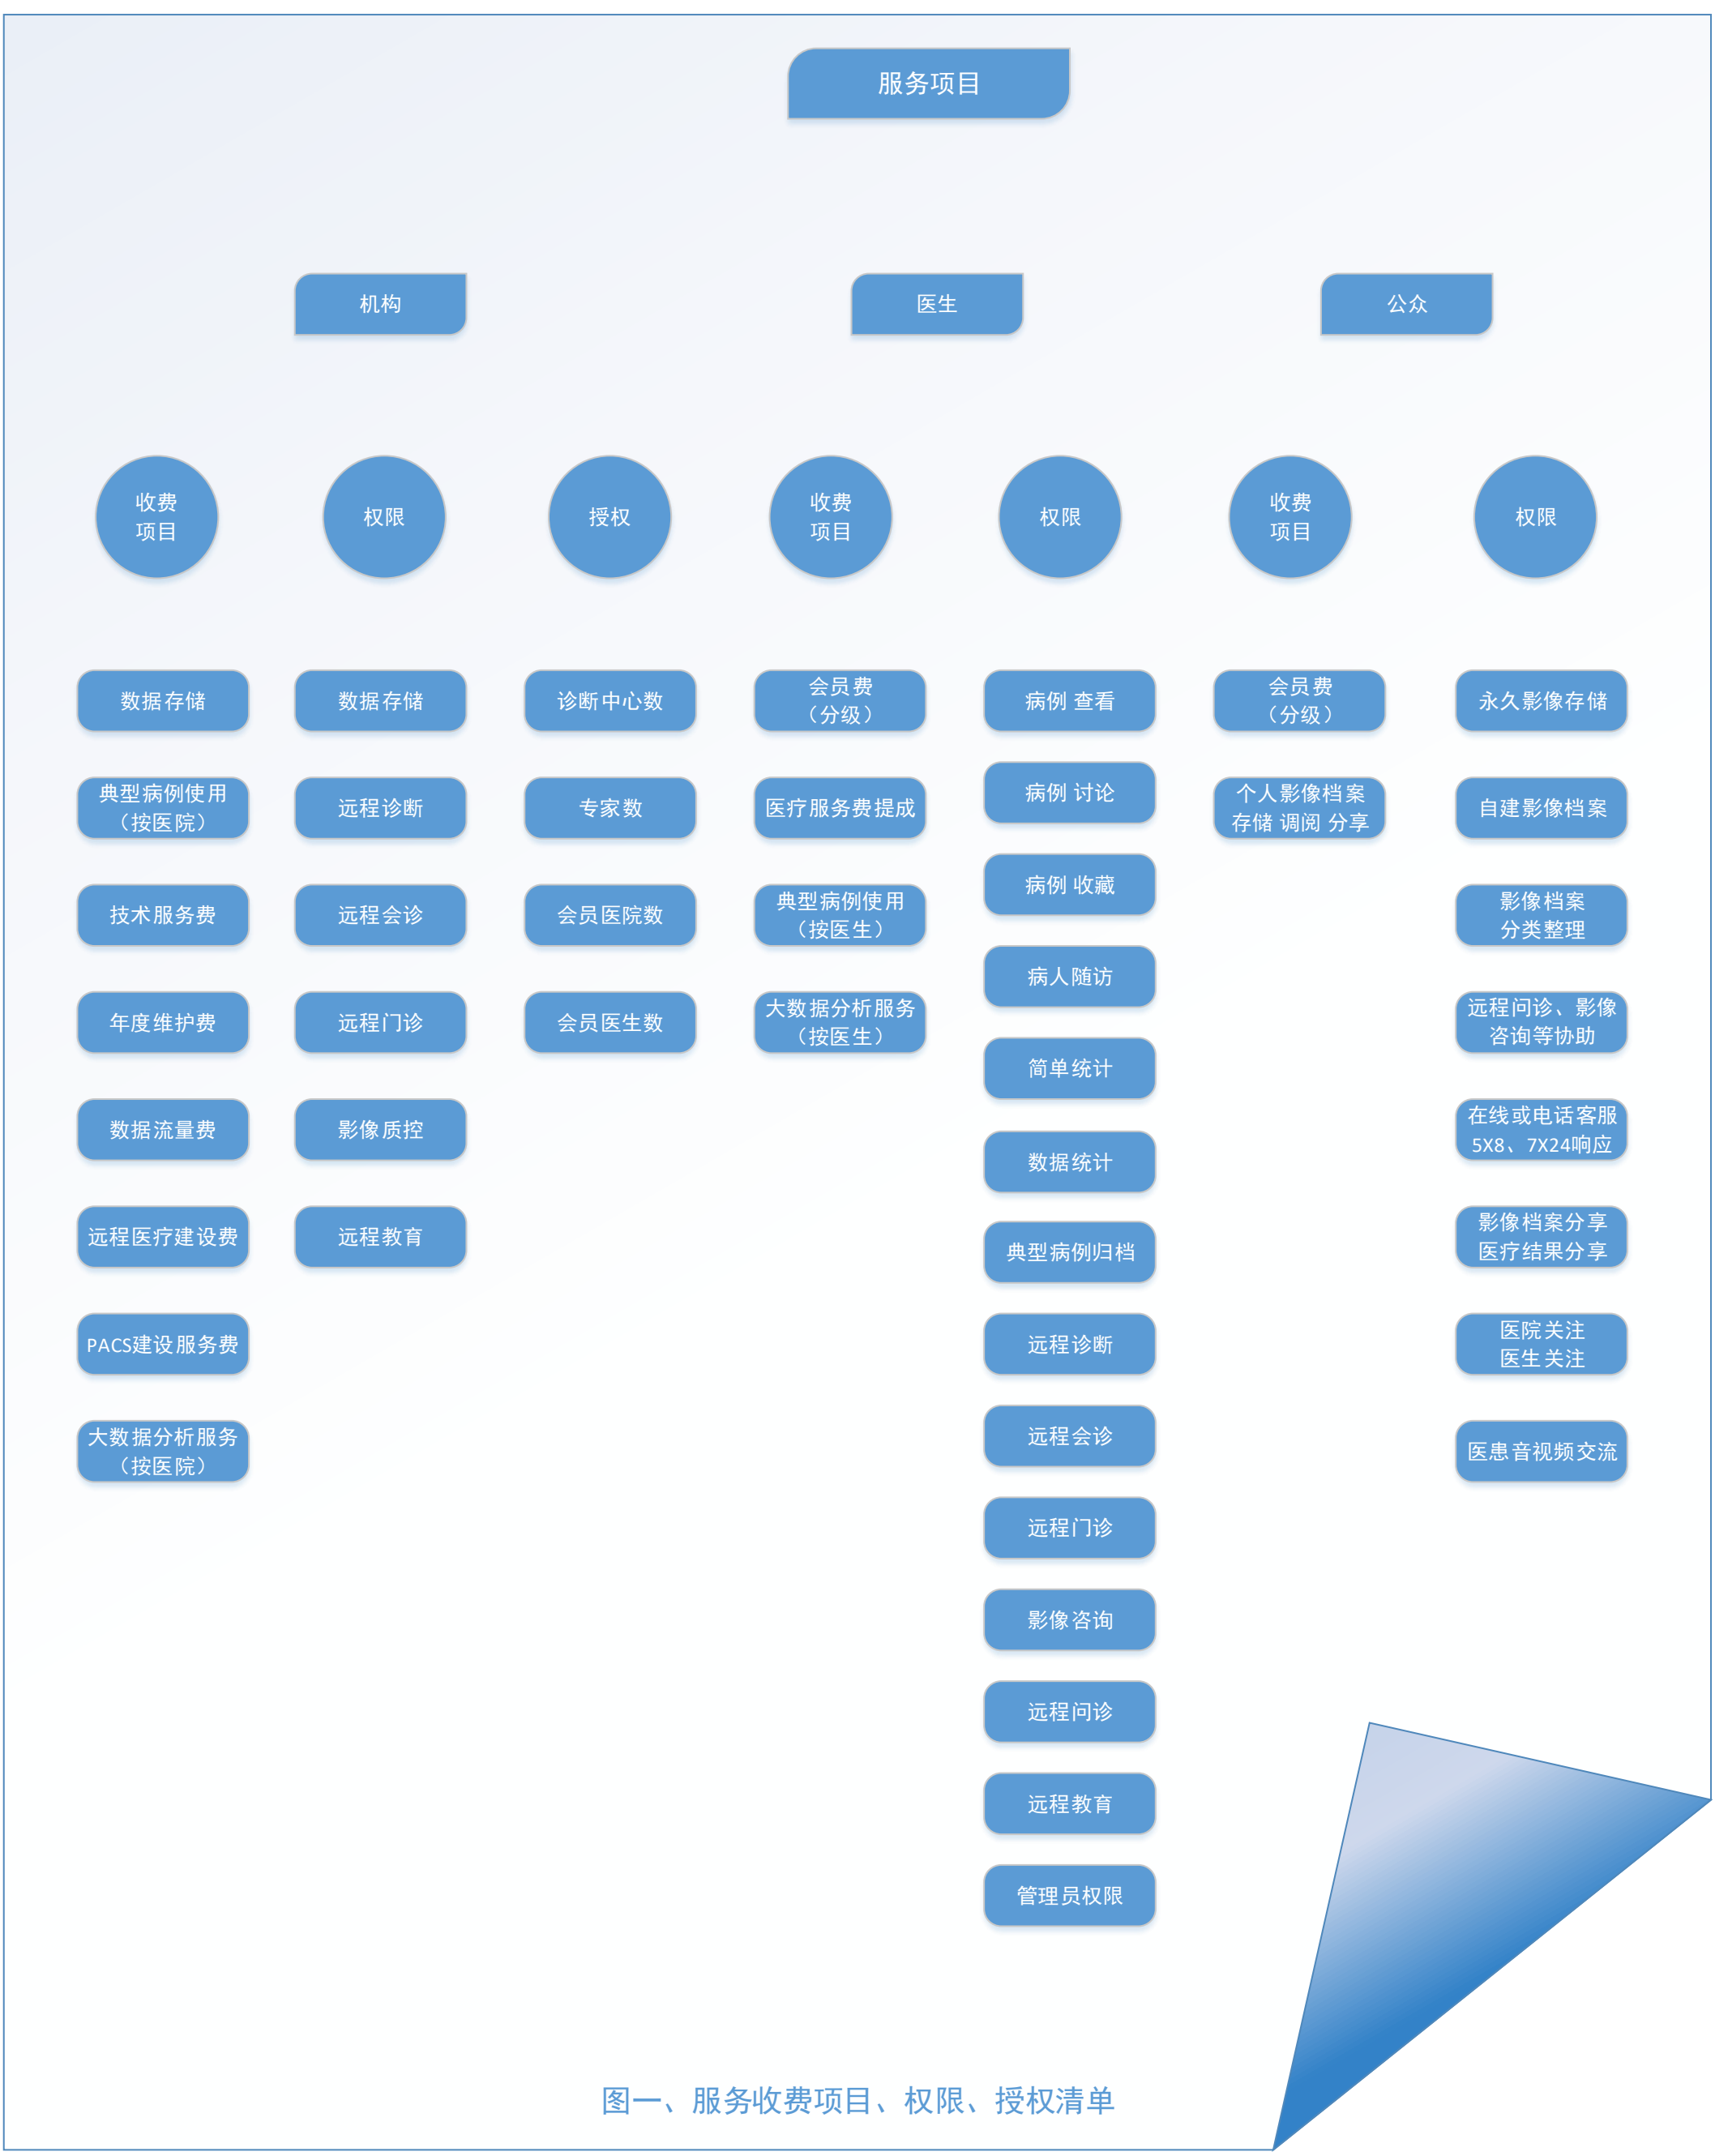 服务项目
机构
医生
公众
收费
项目
权限
授权
收费
项目
权限
收费
项目
权限
数据存储
典型病例使用
（按医院）
技术服务费
年度维护费
数据流量费
远程医疗建设费
PACS建设服务费
大数据分析服务
（按医院）
数据存储
远程诊断
远程会诊
远程门诊
影像质控
远程教育
诊断中心数
专家数
会员医院数
会员医生数
会员费
（分级）
医疗服务费提成
典型病例使用
（按医生）
大数据分析服务
（按医生）
病例 查看
病例 讨论
病例 收藏
病人随访
简单统计
数据统计
典型病例归档
远程诊断
远程会诊
远程门诊
影像咨询
远程问诊
远程教育
管理员权限
会员费
（分级）
个人影像档案
存储 调阅 分享
永久影像存储
自建影像档案
影像档案
分类整理
远程问诊、影像
咨询等协助
在线或电话客服
5X8、7X24响应
影像档案分享
医疗结果分享
医院关注
医生关注
医患音视频交流
图一、服务收费项目、权限、授权清单